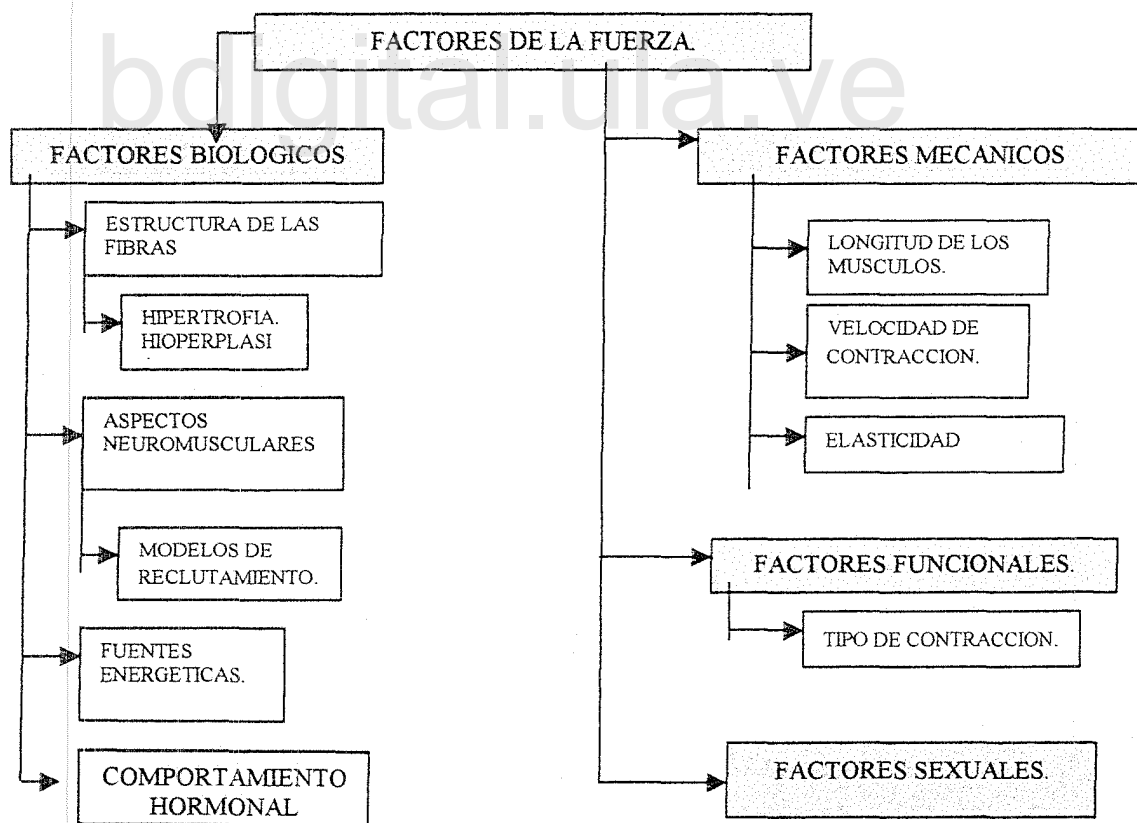 FACTORES DE LA FUERZA.
bdigital.ula.ve
FACTORES BIOLOGICOS
ESTRUCTURA DE LAS
FIBRAS
HIPERTROFIA.
HIOPERPLASI
ASPECTOS
NEUROMUSCULARES
MODELOS DE
RECLUTAMIENTO.
FUENTES
ENERGETICAS.
COMPORTAMIENTO
HORMONAL
FACTORES MECANICOS
LONGITUD DE LOS
MUSCULOS.
VELOCIDAD DE
CONTRACCION.
ELASTICIDAD
FACTORES FUNCIONALES.
TIPO DE CONTRACCION.
FACTORES SEXUALES.